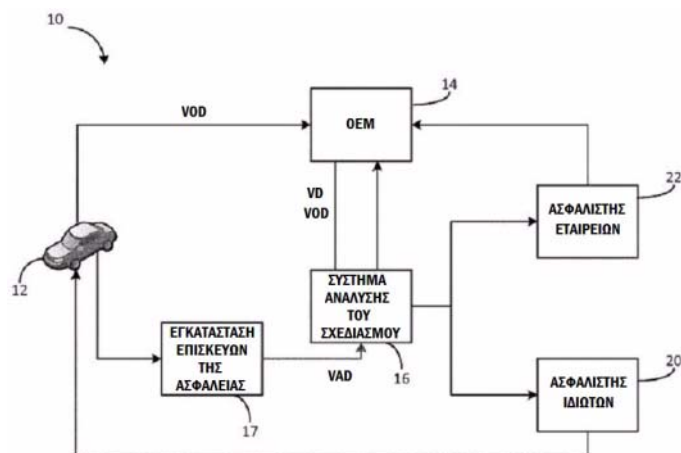 10
14
VOD
OEM
22
VD
VOD
ΑΣΦΑΛΙΣΤΗΣ
ΕΤΑΙΡΕΙΩΝ
12
ΣΥΣΤΗΜΑ
ΑΝΑΛΥΣΗΣ
ΤΟΥ
ΣΧΕΔΙΑΣΜΟΥ
ΕΓΚΑΤΑΣΤΑΣΗ
ΕΠΙΣΚΕΥΩΝ
ΤΗΣ
ΑΣΦΑΛΕΙΑΣ
VAD
16
20
ΑΣΦΑΛΙΣΤΗΣ
ΙΔΙΩΤΩΝ
17